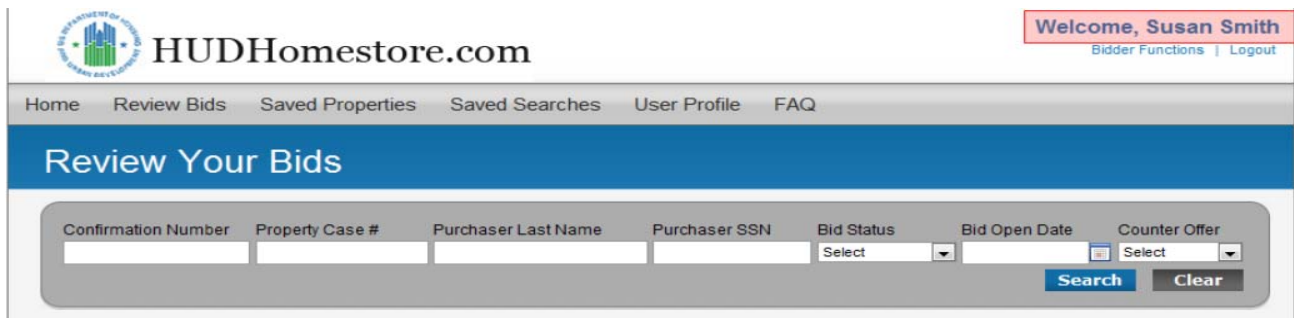 Welcome, Susan Smith
HUDHomestore.com
Bidder Functions | Logout
Home Review Bids Saved Properties Saved Searches User Profile FAQ
Review Your Bids
Confirmation Number Property Case # Purchaser Last Name Purchaser SSN Bid Status Bid Open Date Counter Offer
Select Select
Search Clear